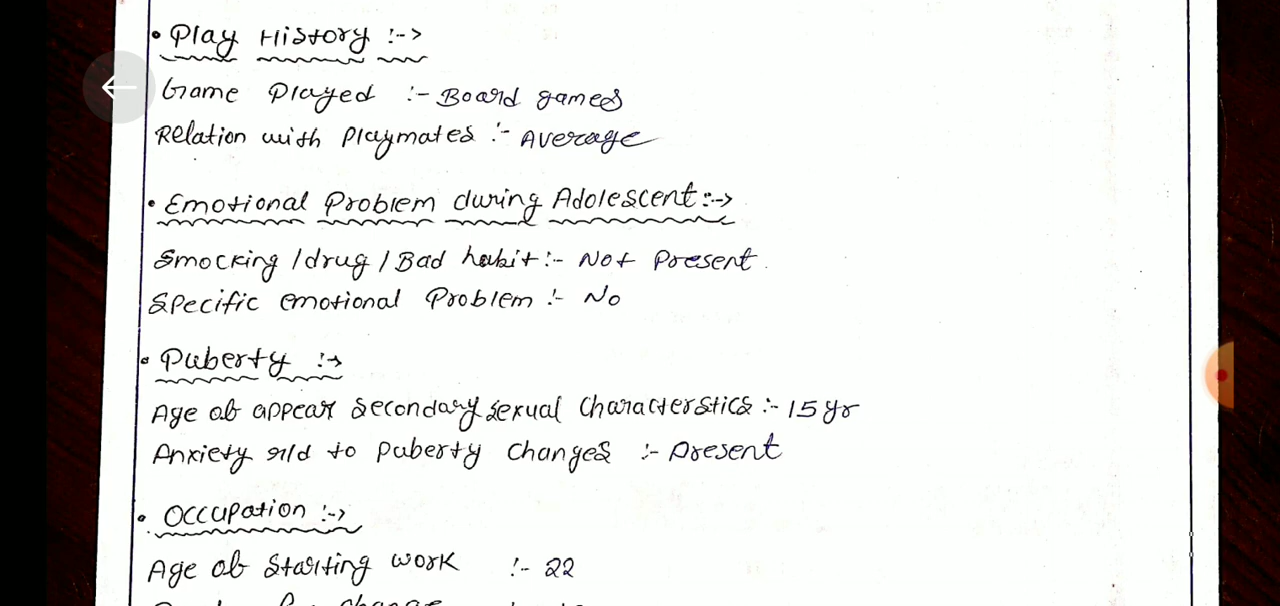 • Play History :->
Game Played :- Board games
Relation with Playmates :- Average
• Emotional Problem during Adolescent :->
Smocking / drug / Bad habit :- Not Present.
Specific emotional Problem :- No
• Puberty :->
Age of appear Secondary sexual Characterstics :- 15 yr
Anxiety r/d to Puberty Changes :- Present
• Occupation :->
Age of Starting work :- 22